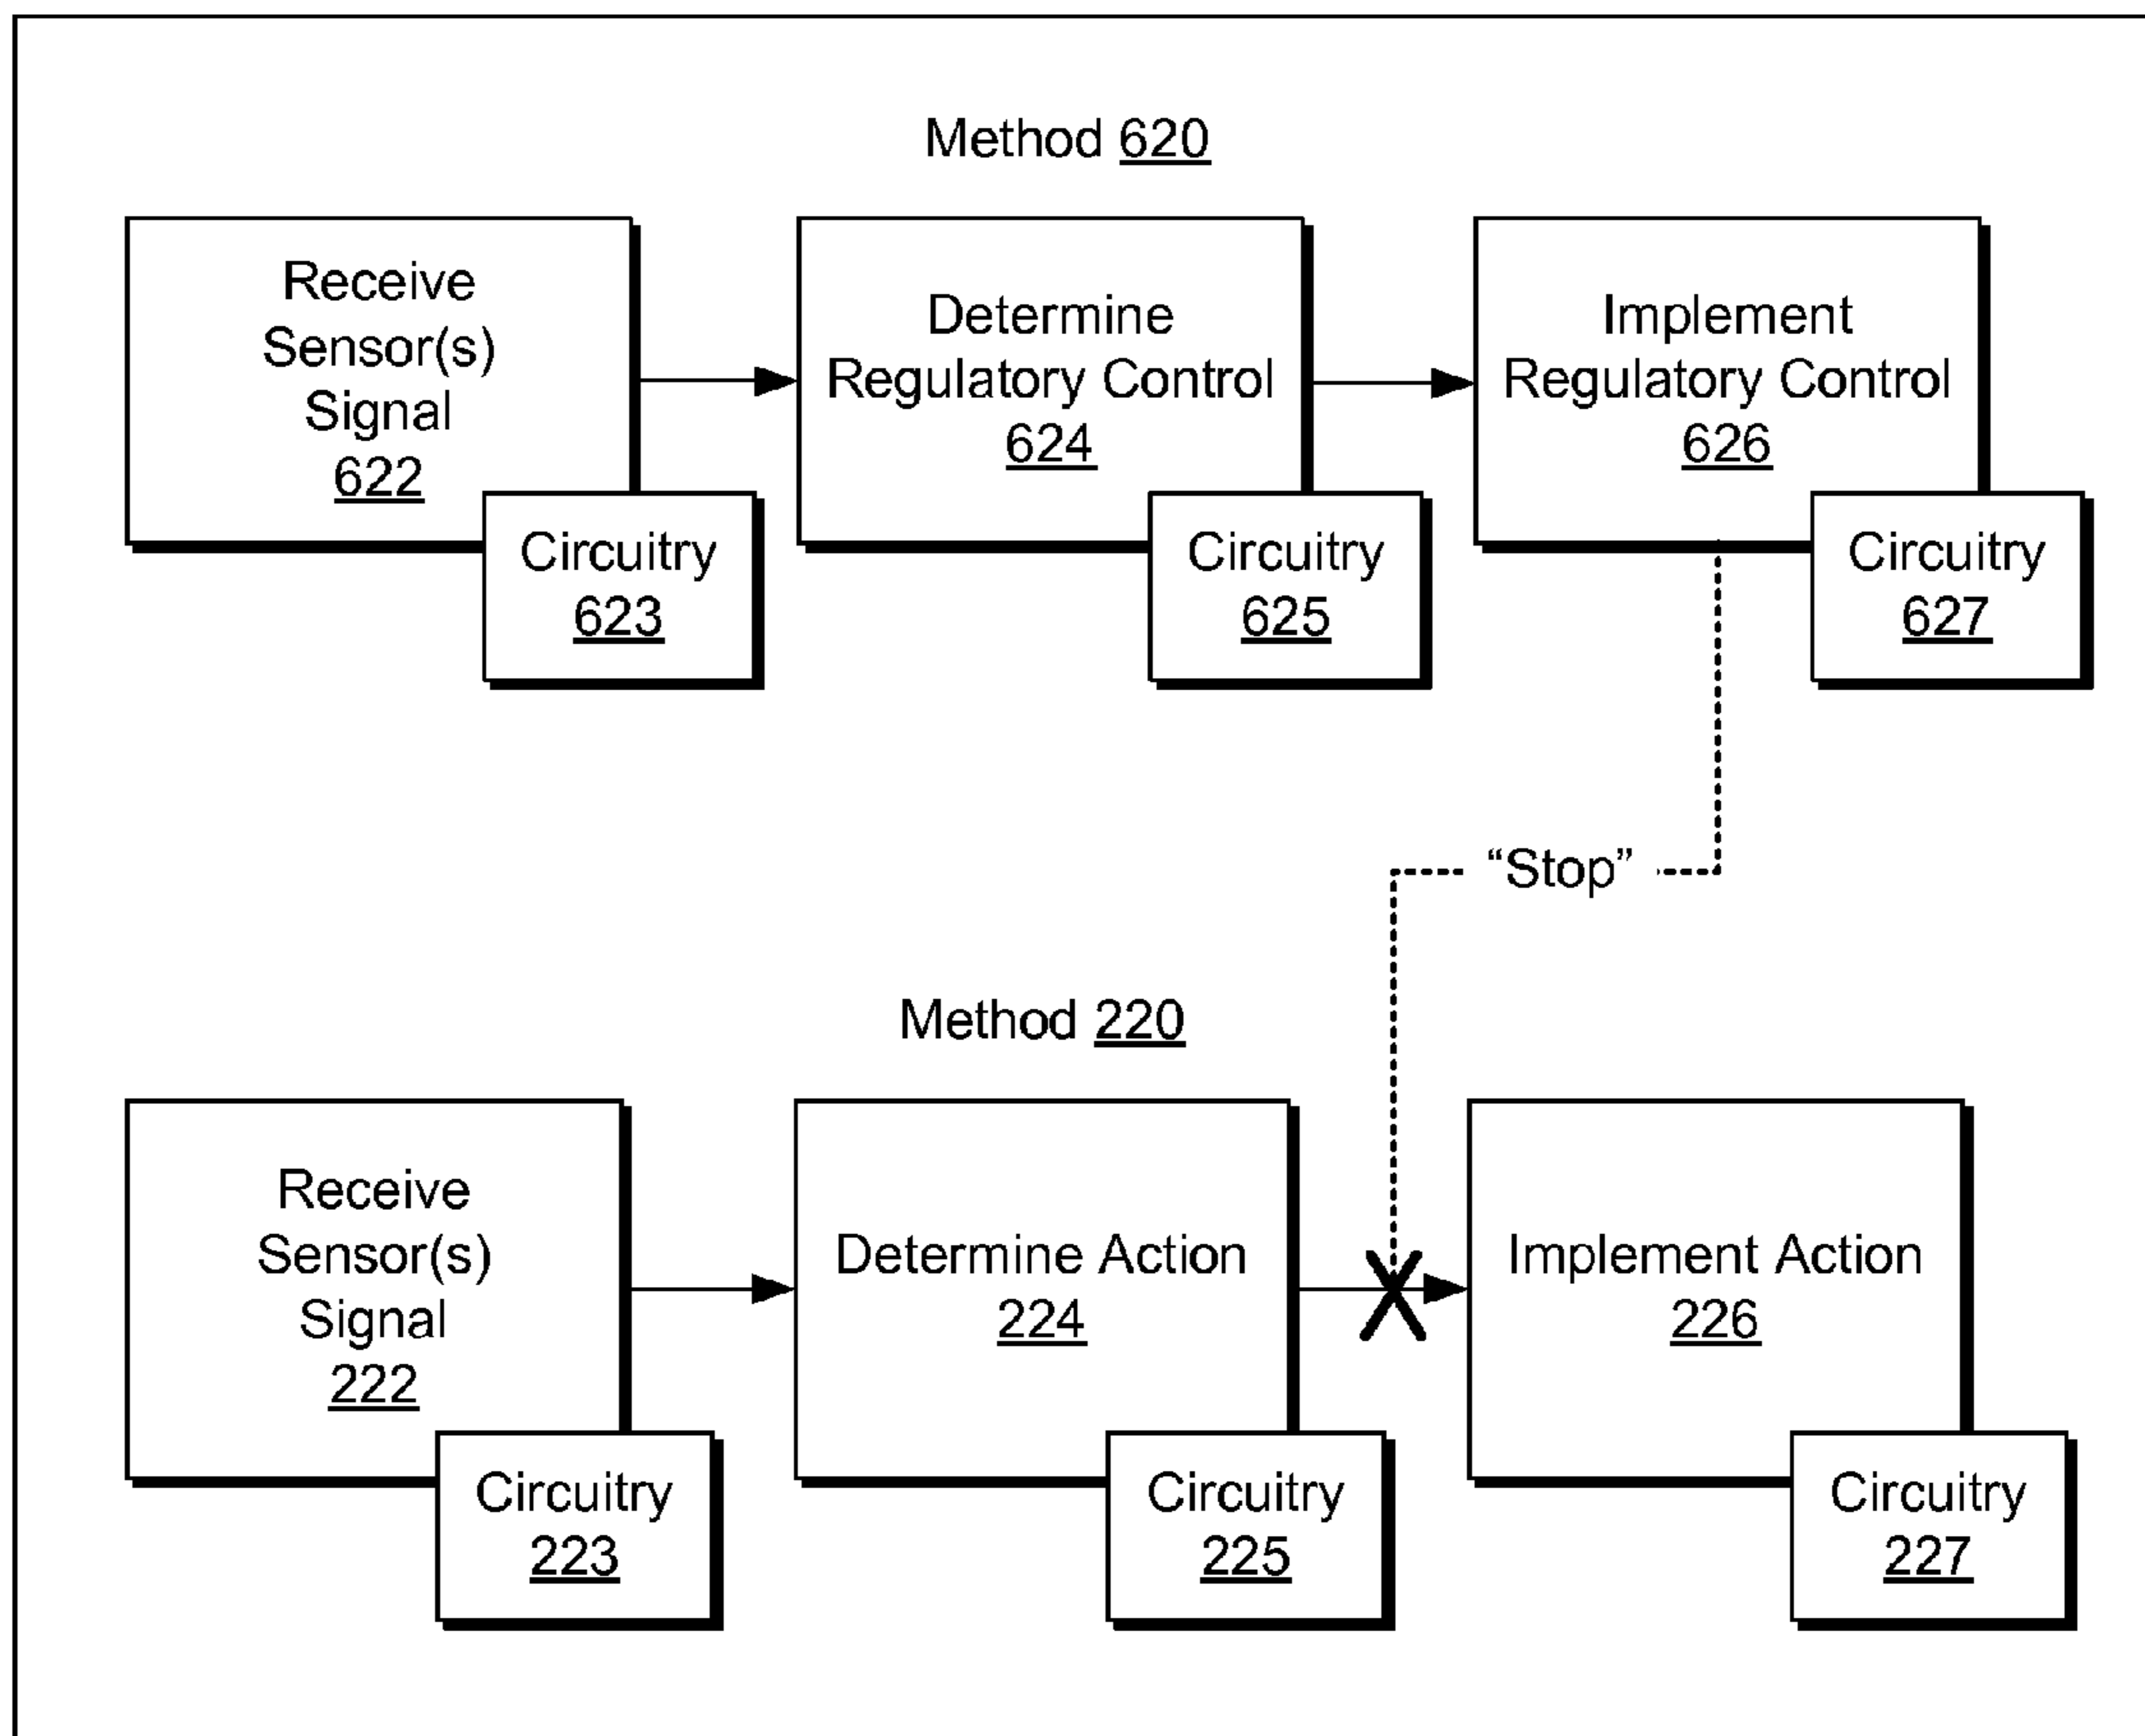 Method 620
Receive
Sensor(s)
Signal
622
Circuitry
623
Determine
Regulatory Control
624
Circuitry
625
Implement
Regulatory Control
626
Circuitry
627
“Stop”
Method 220
Receive
Sensor(s)
Signal
222
Circuitry
223
Determine Action
224
Circuitry
225
Implement Action
226
Circuitry
227